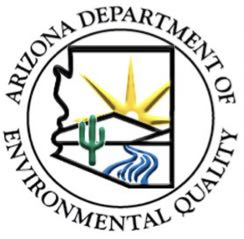 ARIZONA DEPARTMENT OF
ENVIRONMENTAL QUALITY